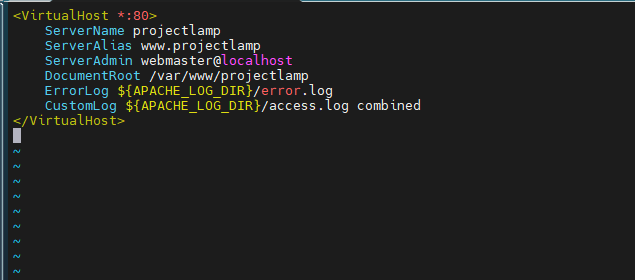 <VirtualHost *:80>
    ServerName projectlamp
    ServerAlias www.projectlamp
    ServerAdmin webmaster@localhost
    DocumentRoot /var/www/projectlamp
    ErrorLog ${APACHE_LOG_DIR}/error.log
    CustomLog ${APACHE_LOG_DIR}/access.log combined
</VirtualHost>
~
~
~
~
~
~
~
~
~